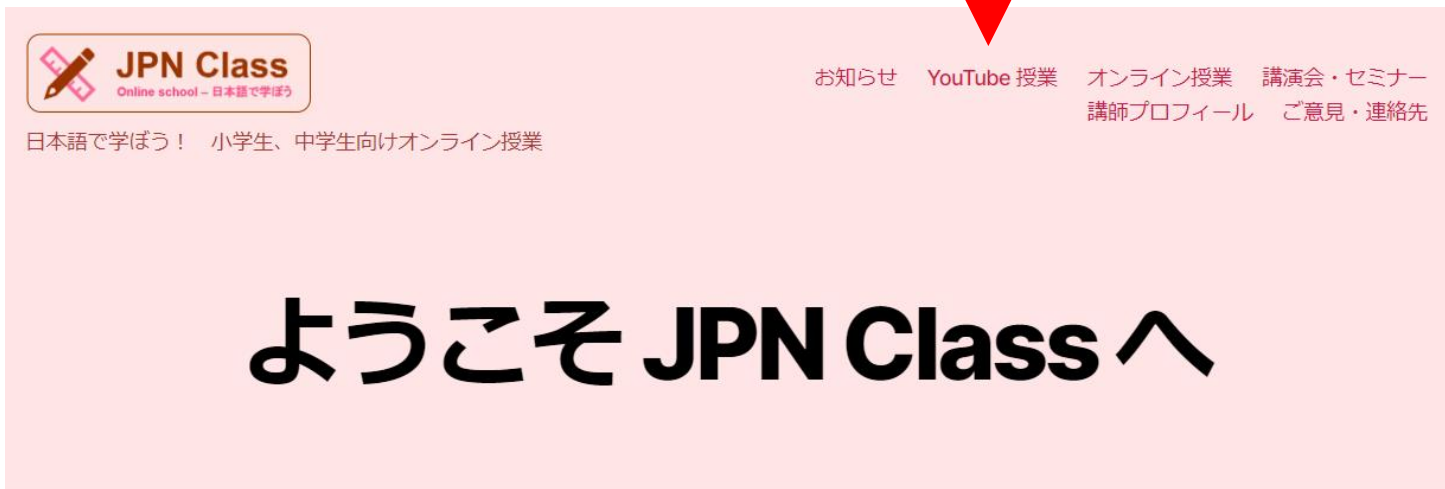 JPN Class
Online school – 日本語で学ぼう
日本語で学ぼう！　小学生、中学生向けオンライン授業
お知らせ　YouTube 授業　オンライン授業　講演会・セミナー
講師プロフィール　ご意見・連絡先
ようこそ JPN Class へ